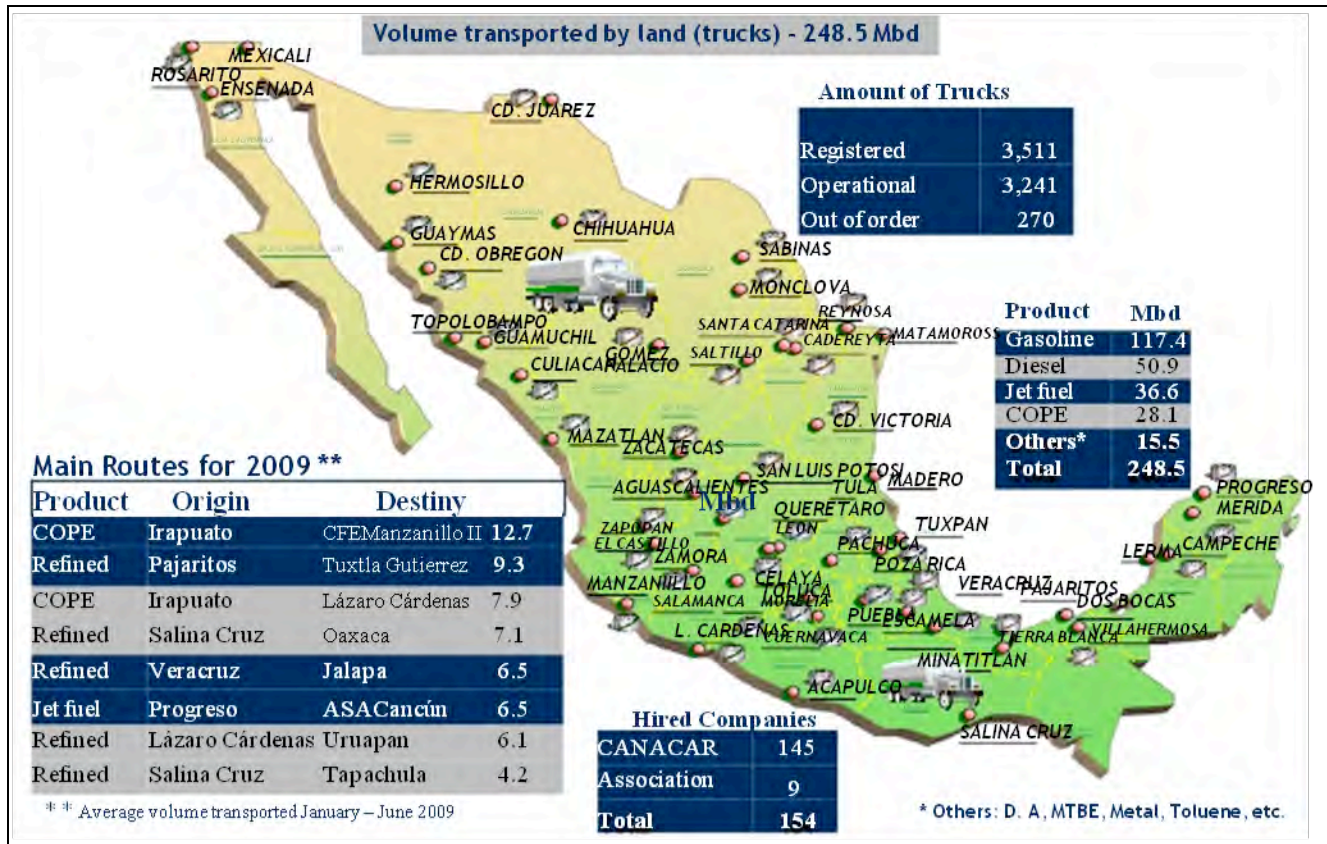 Volume transported by land (trucks) - 248.5 Mbd
MEXICALI
ROSARITO
ENSENADA
CD. JUAREZ
HERMOSILLO
GUAYMAS
CD. OBREGON
CHIHUAHUA
SABINAS
MONCLOVA
REYNOSA
SANTA CATARINA
MATAMOROSS
CADEREYTA
TOPOLOBAMPO
GUAMUCHIL
GOMEZ
PALACIO
SALTILLO
CULIACAN
MAZATLAN
ZACATECAS
CD. VICTORIA
SAN LUIS POTOSI
AGUASCALIENTES
TULA
MADERO
Mbd
QUERETARO
LEON
TUXPAN
ZAPOPAN
EL CASTILLO
ZAMORA
PACHUCA
POZA RICA
MANZANILLO
CELAYA
TOLUCA
SALAMANCA
MORELIA
PUEBLA
ESCAMELA
VERACRUZ
PAJARITOS
DOS BOCAS
VILLAHERMOSA
TIERRA BLANCA
L. CARDENAS
CUERNAVACA
MINATITLAN
ACAPULCO
SALINA CRUZ
PROGRESO
MERIDA
LERMA
CAMPECHE
Amount of Trucks
Registered 3,511
Operational 3,241
Out of order 270
Product Mbd
Gasoline 117.4
Diesel 50.9
Jet fuel 36.6
COPE 28.1
Others* 15.5
Total 248.5
Main Routes for 2009 **
Product Origin Destiny
COPE Irapuato CFEManzanillo II 12.7
Refined Pajaritos Tuxtla Gutierrez 9.3
COPE Irapuato Lázaro Cárdenas 7.9
Refined Salina Cruz Oaxaca 7.1
Refined Veracruz Jalapa 6.5
Jet fuel Progreso ASACancún 6.5
Refined Lázaro Cárdenas Uruapan 6.1
Refined Salina Cruz Tapachula 4.2
* * Average volume transported January – June 2009
Hired Companies
CANACAR 145
Association 9
Total 154
* Others: D. A, MTBE, Metal, Toluene, etc.